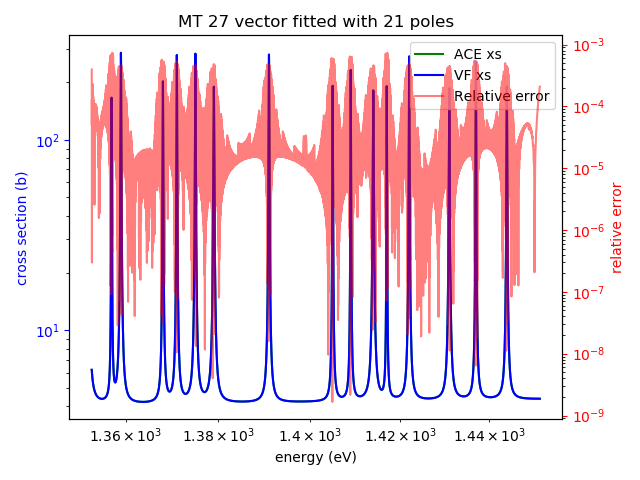 MT 27 vector fitted with 21 poles
ACE xs
VF xs
Relative error
cross section (b)
10²
10¹
relative error
10⁻³
10⁻⁴
10⁻⁵
10⁻⁶
10⁻⁷
10⁻⁸
10⁻⁹
1.36 × 10³ 1.38 × 10³ 1.4 × 10³ 1.42 × 10³ 1.44 × 10³
energy (eV)